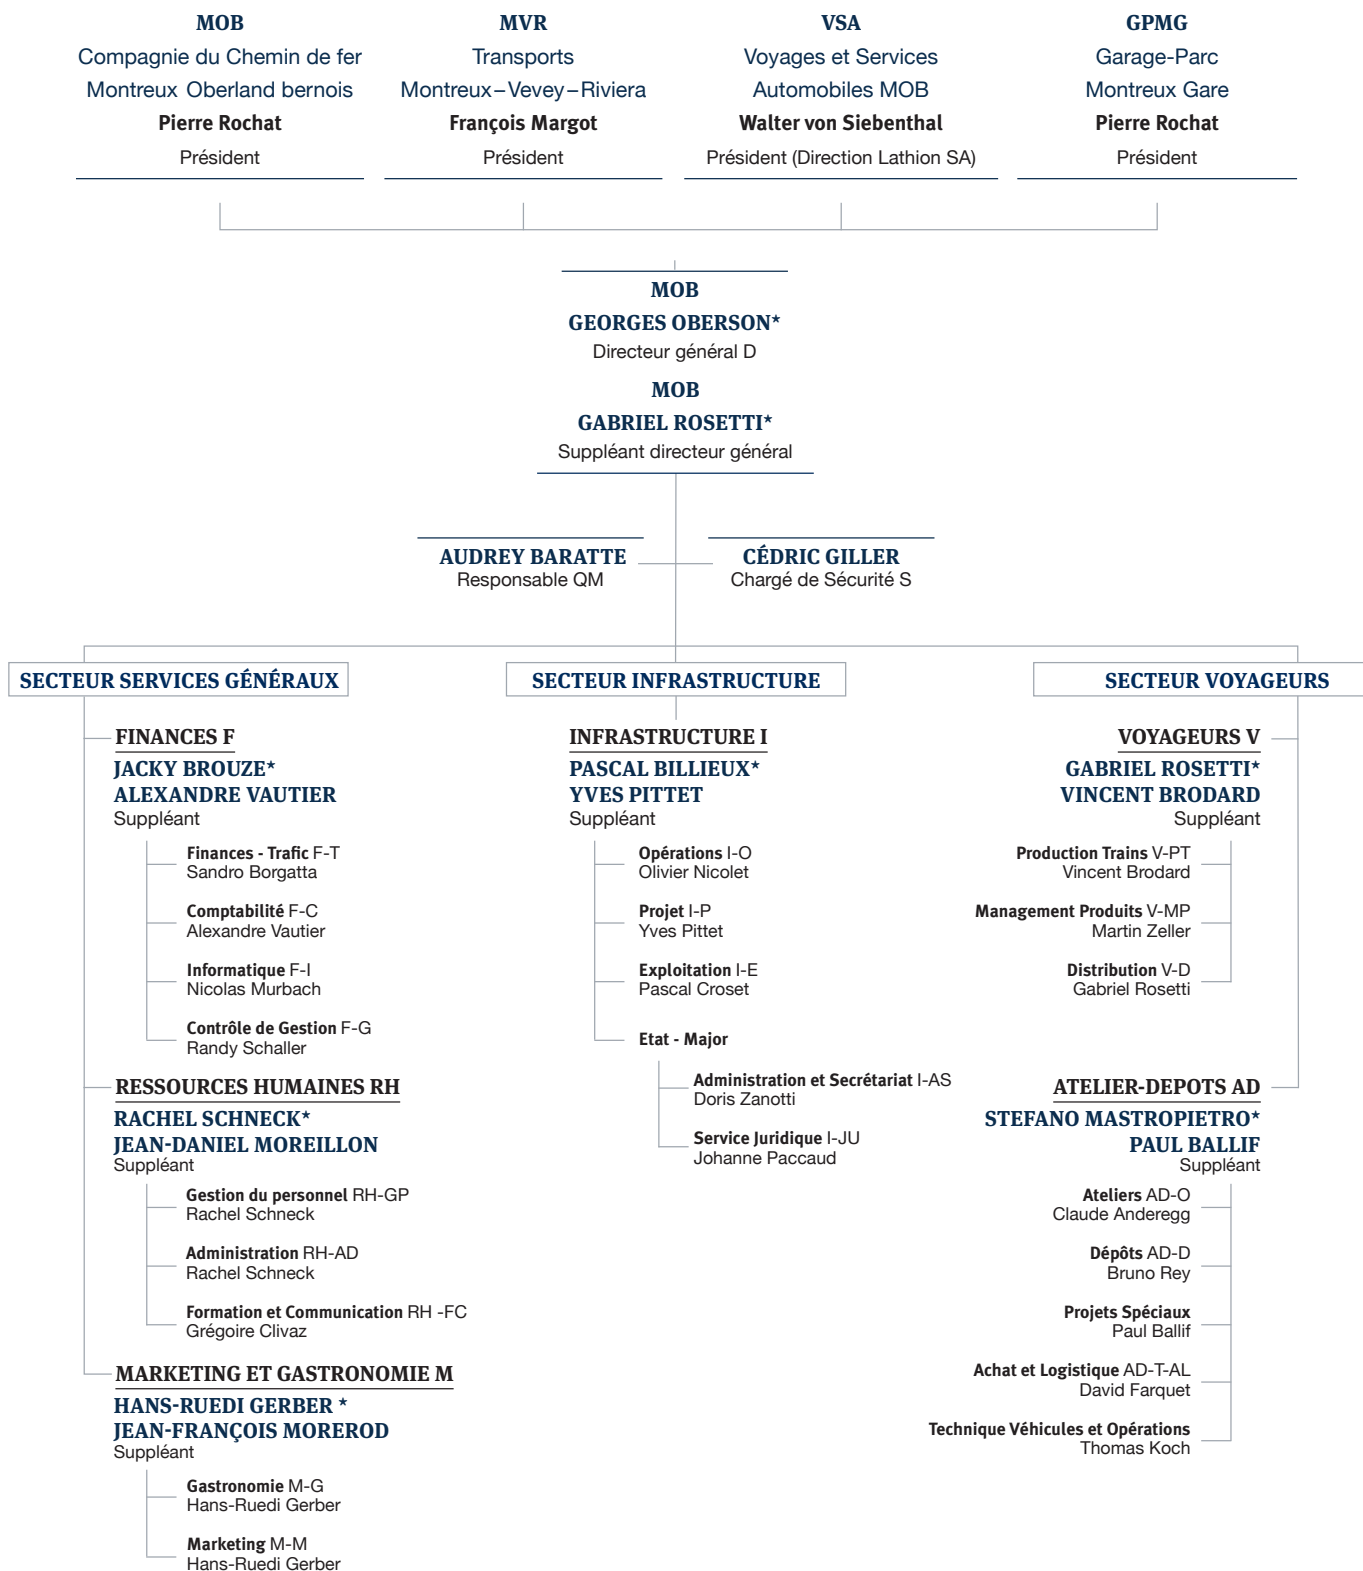 MOB
Compagnie du Chemin de fer
Montreux Oberland bernois
Pierre Rochat
Président
MVR
Transports
Montreux–Vevey–Riviera
François Margot
Président
VSA
Voyages et Services
Automobiles MOB
Walter von Siebenthal
Président (Direction Lathion SA)
GPMG
Garage-Parc
Montreux Gare
Pierre Rochat
Président
MOB
GEORGES OBERSON*
Directeur général D
MOB
GABRIEL ROSETTI*
Suppléant directeur général
AUDREY BARATTE
Responsable QM
CÉDRIC GILLER
Chargé de Sécurité S
SECTEUR SERVICES GÉNÉRAUX
FINANCES F
JACKY BROUZE*
ALEXANDRE VAUTIER
Suppléant
Finances - Trafic F-T
Sandro Borgatta
Comptabilité F-C
Alexandre Vautier
Informatique F-I
Nicolas Murbach
Contrôle de Gestion F-G
Randy Schaller
RESSOURCES HUMAINES RH
RACHEL SCHNECK*
JEAN-DANIEL MOREILLON
Suppléant
Gestion du personnel RH-GP
Rachel Schneck
Administration RH-AD
Rachel Schneck
Formation et Communication RH -FC
Grégoire Clivaz
MARKETING ET GASTRONOMIE M
HANS-RUEDI GERBER *
JEAN-FRANÇOIS MOREROD
Suppléant
Gastronomie M-G
Hans-Ruedi Gerber
Marketing M-M
Hans-Ruedi Gerber
SECTEUR INFRASTRUCTURE
INFRASTRUCTURE I
PASCAL BILLIEUX*
YVES PITTET
Suppléant
Opérations I-O
Olivier Nicolet
Projet I-P
Yves Pittet
Exploitation I-E
Pascal Croset
Etat - Major
Administration et Secrétariat I-AS
Doris Zanotti
Service Juridique I-JU
Johanne Paccaud
SECTEUR VOYAGEURS
VOYAGEURS V
GABRIEL ROSETTI*
VINCENT BRODARD
Suppléant
Production Trains V-PT
Vincent Brodard
Management Produits V-MP
Martin Zeller
Distribution V-D
Gabriel Rosetti
ATELIER-DEPOTS AD
STEFANO MASTROPIETRO*
PAUL BALLIF
Suppléant
Ateliers AD-O
Claude Anderegg
Dépôts AD-D
Bruno Rey
Projets Spéciaux
Paul Ballif
Achat et Logistique AD-T-AL
David Farquet
Technique Véhicules et Opérations
Thomas Koch